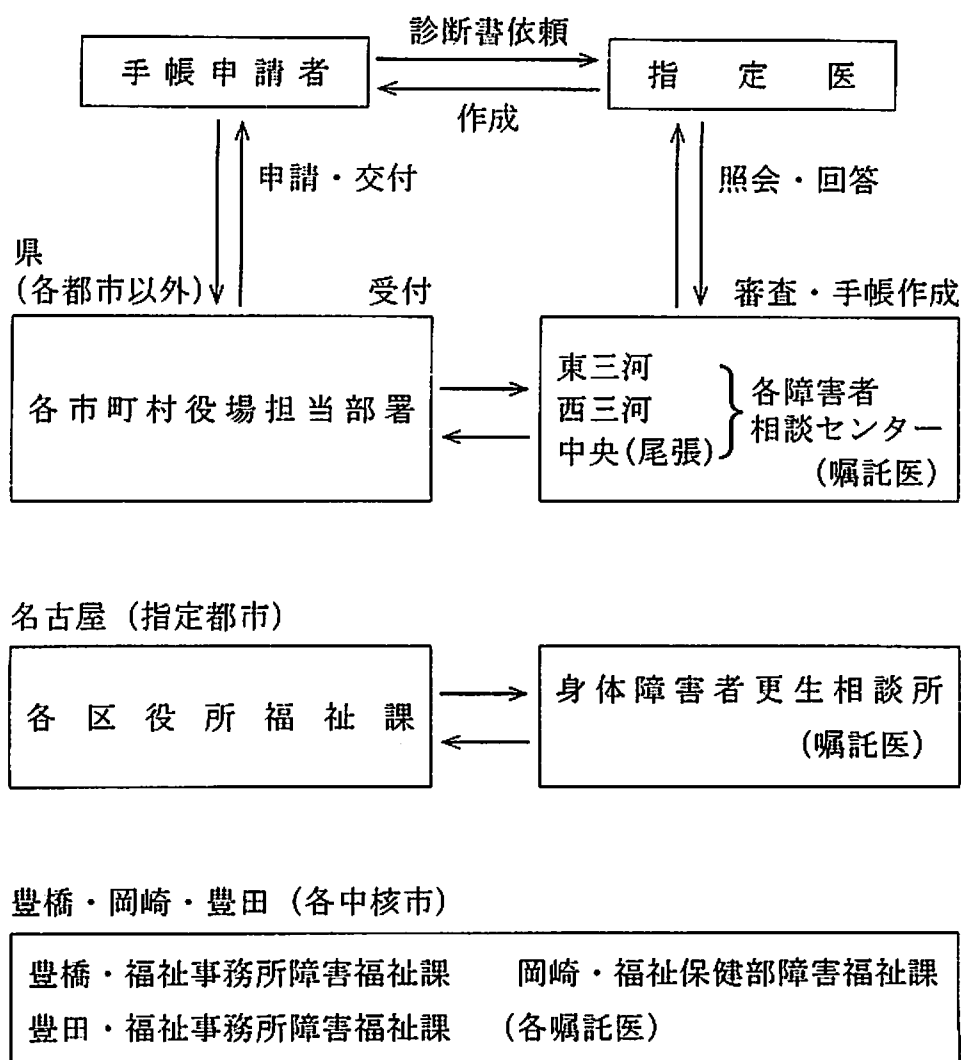 診断書依頼
手帳申請者
指定医
作成
申請・交付
照会・回答
県
(各都市以外)
受付
審査・手帳作成
各市町村役場担当部署
東三河
西三河
中央(尾張)
各障害者
相談センター
(嘱託医)
名古屋(指定都市)
各区役所福祉課
身体障害者更生相談所
(嘱託医)
豊橋・岡崎・豊田(各中核市)
豊橋・福祉事務所障害福祉課 岡崎・福祉保健部障害福祉課
豊田・福祉事務所障害福祉課 (各嘱託医)